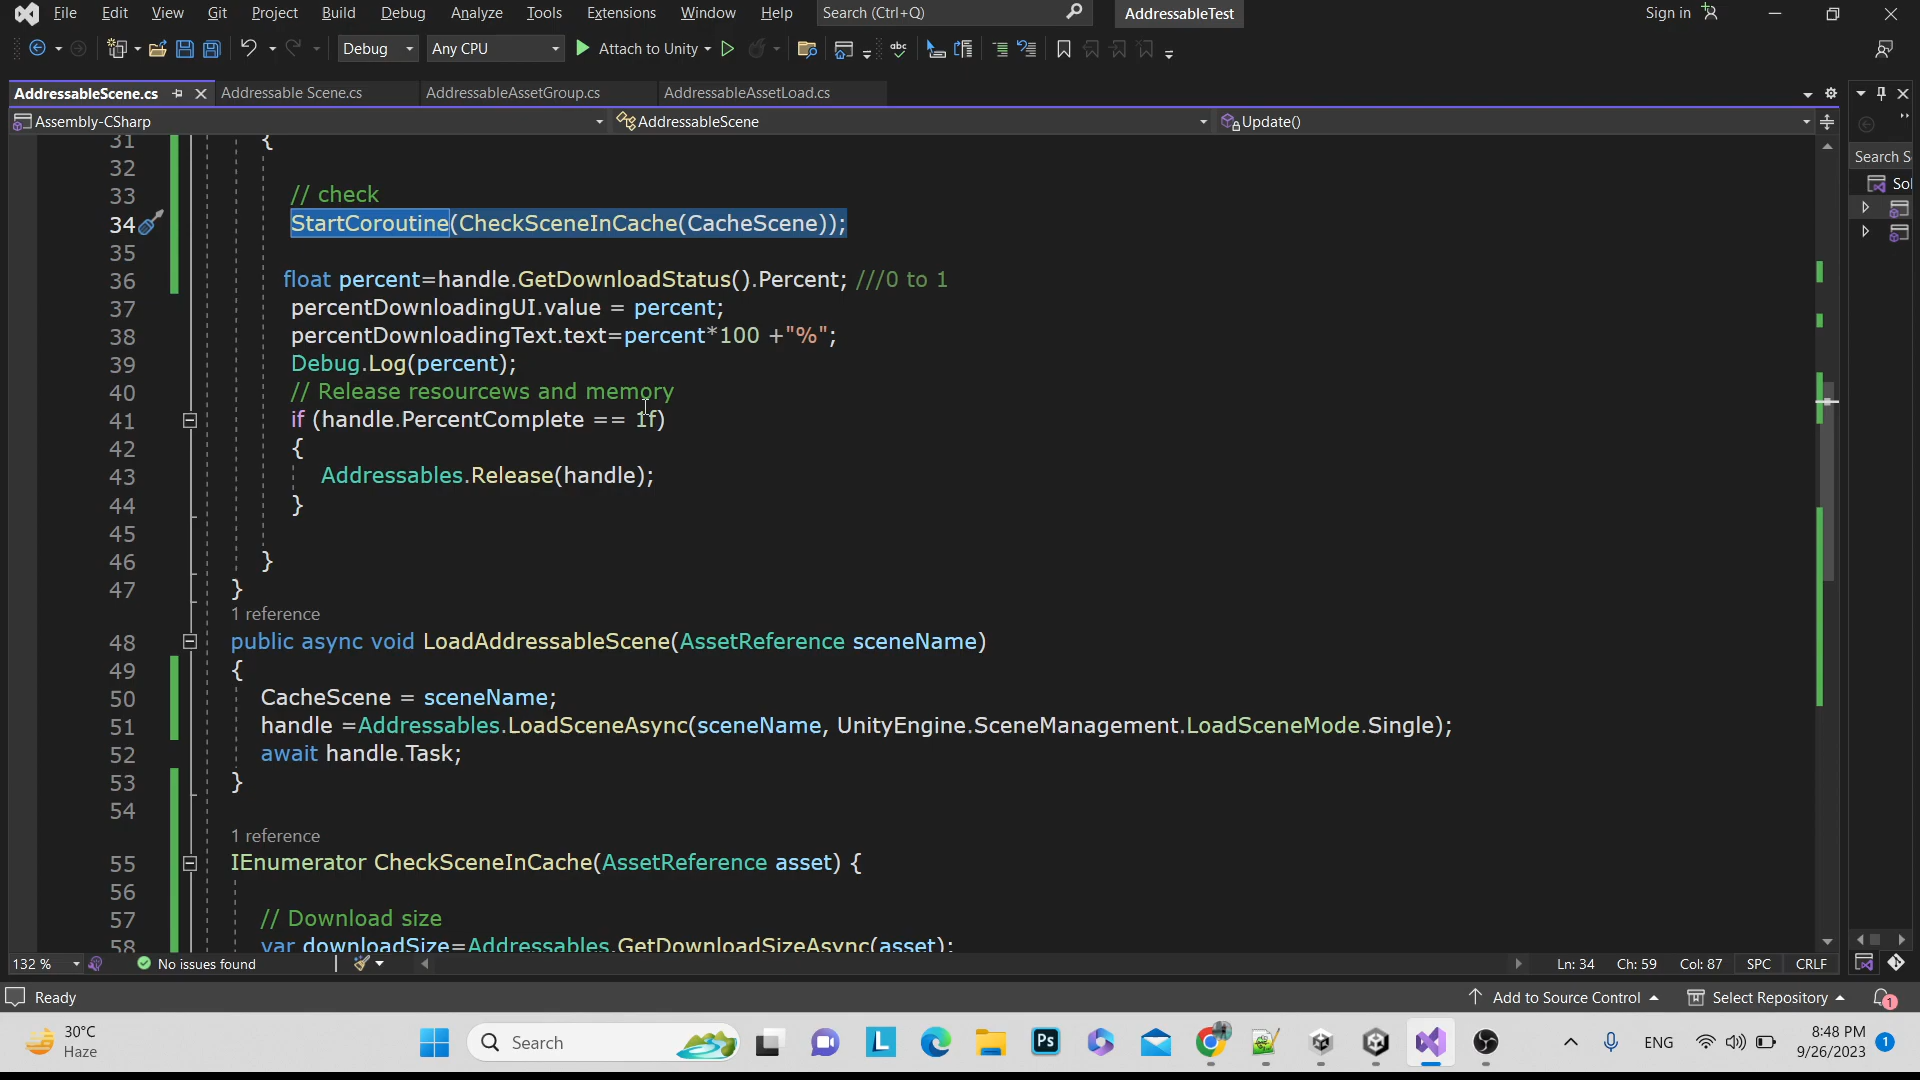 File Edit View Git Project Build Debug Analyze Tools Extensions Window Help Search (Ctrl+Q) AddressableTest Sign in
Debug Any CPU Attach to Unity
AddressableScene.cs Addressable Scene.cs AddressableAssetGroup.cs AddressableAssetLoad.cs
Assembly-CSharp AddressableScene Update()
Search S
Sol
31 {
32
33 // check
34 StartCoroutine(CheckSceneInCache(CacheScene));
35
36 float percent=handle.GetDownloadStatus().Percent; ///0 to 1
37 percentDownloadingUI.value = percent;
38 percentDownloadingText.text=percent*100 +"%";
39 Debug.Log(percent);
40 // Release resourcews and memory
41 if (handle.PercentComplete == 1f)
42 {
43 Addressables.Release(handle);
44 }
45
46 }
47 }
1 reference
48 public async void LoadAddressableScene(AssetReference sceneName)
49 {
50 CacheScene = sceneName;
51 handle =Addressables.LoadSceneAsync(sceneName, UnityEngine.SceneManagement.LoadSceneMode.Single);
52 await handle.Task;
53 }
54
1 reference
55 IEnumerator CheckSceneInCache(AssetReference asset) {
56
57 // Download size
58 var downloadSize=Addressables.GetDownloadSizeAsync(asset);
132 % No issues found Ln: 34 Ch: 59 Col: 87 SPC CRLF
Ready Add to Source Control Select Repository 1
30°C
Haze
Search
ENG
8:48 PM
9/26/2023
1